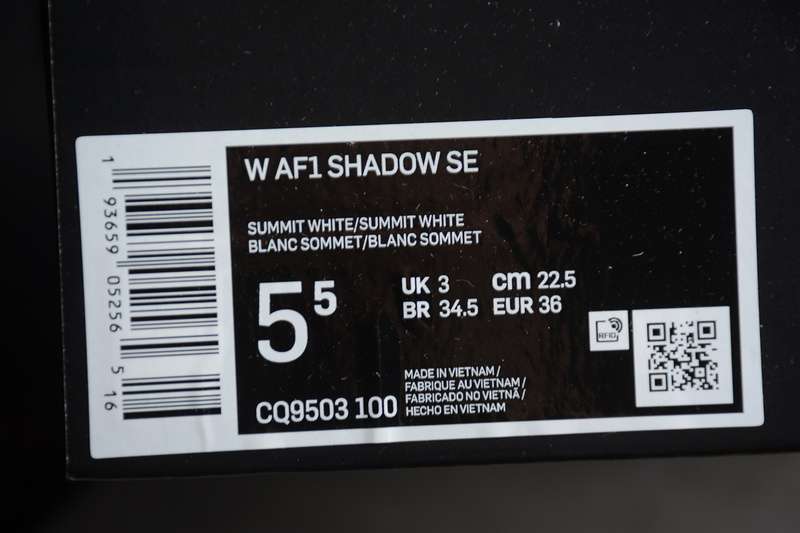 W AF1 SHADOW SE
SUMMIT WHITE/SUMMIT WHITE
BLANC SOMMET/BLANC SOMMET
5⁵
UK 3 cm 22.5
BR 34.5 EUR 36
RFID
MADE IN VIETNAM /
FABRIQUE AU VIETNAM /
FABRICADO NO VIETNÃ /
HECHO EN VIETNAM
CQ9503 100
1 93659 05256 5 16